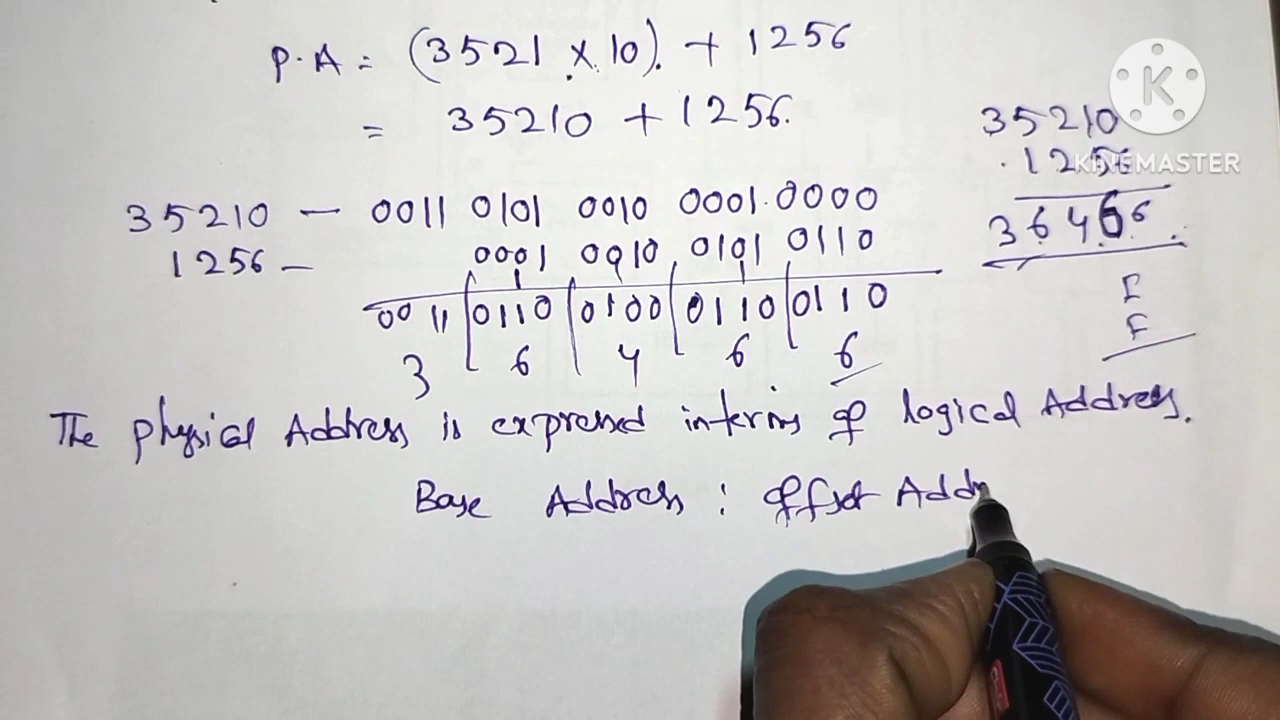 P.A = (3521 × 10). + 1256
= 35210 + 1256.
35210
1256
36466
KINEMASTER
35210 — 0011 0101 0010 0001.0000
1256 — 0001 0010 0101 0110
0011 0110 0100 0110 0110
3 6 4 6 6
The physical Address is expressed interms of logical Address.
Base Address : offset Add